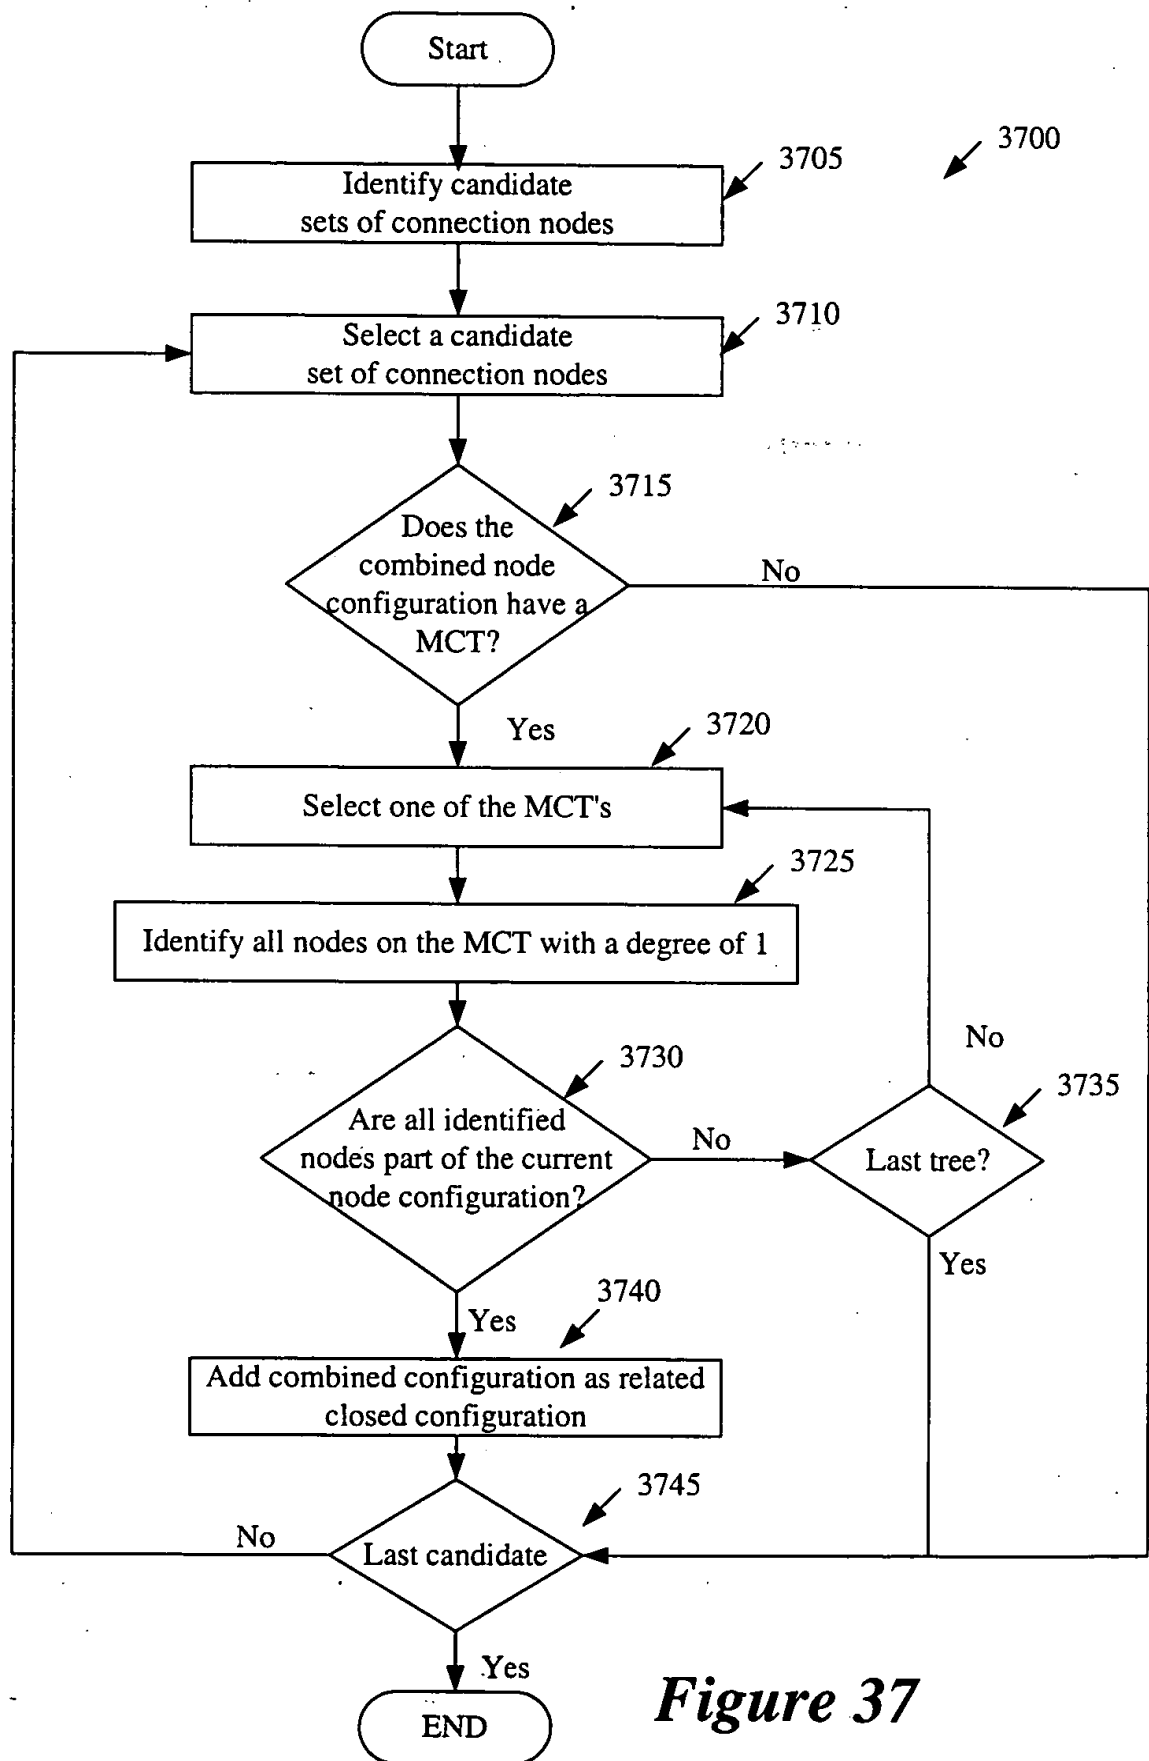 Start
3700
3705
Identify candidate
sets of connection nodes
3710
Select a candidate
set of connection nodes
3715
Does the
combined node
configuration have a
MCT?
No
Yes
3720
Select one of the MCT's
3725
Identify all nodes on the MCT with a degree of 1
No
3730
3735
Are all identified
nodes part of the current
node configuration?
No
Last tree?
Yes
3740
Yes
Add combined configuration as related
closed configuration
3745
No
Last candidate
Yes
END
Figure 37